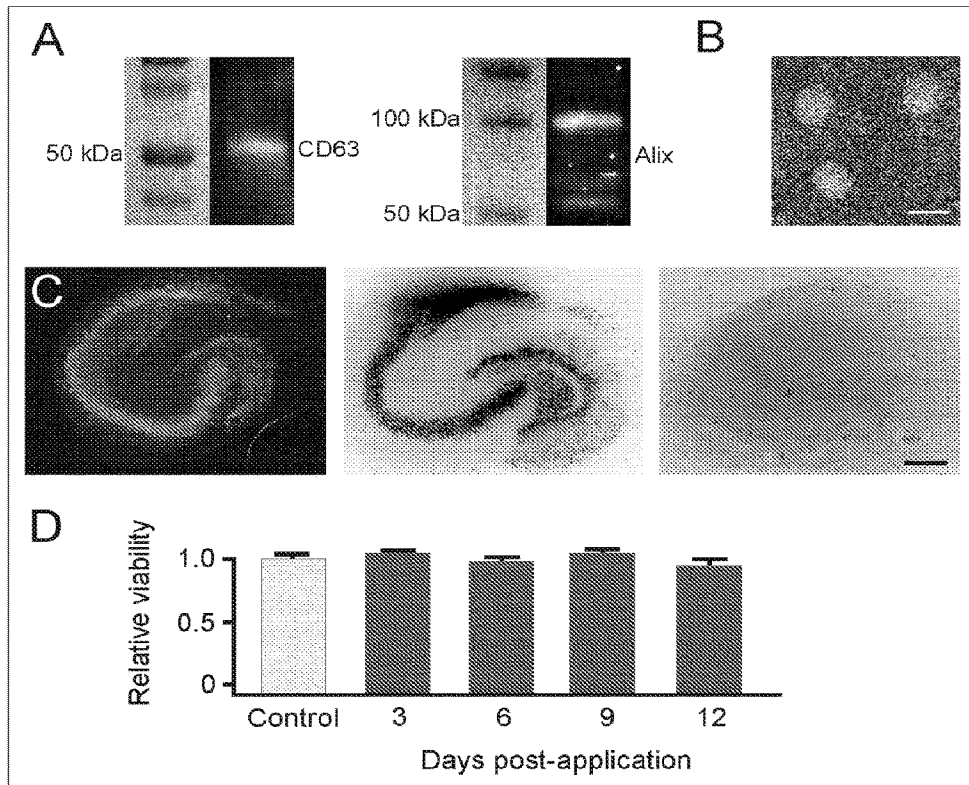 A
B
50 kDa
CD63
100 kDa
50 kDa
Alix
C
D
Relative viability
1.0
0.5
0
Control
3
6
9
12
Days post-application